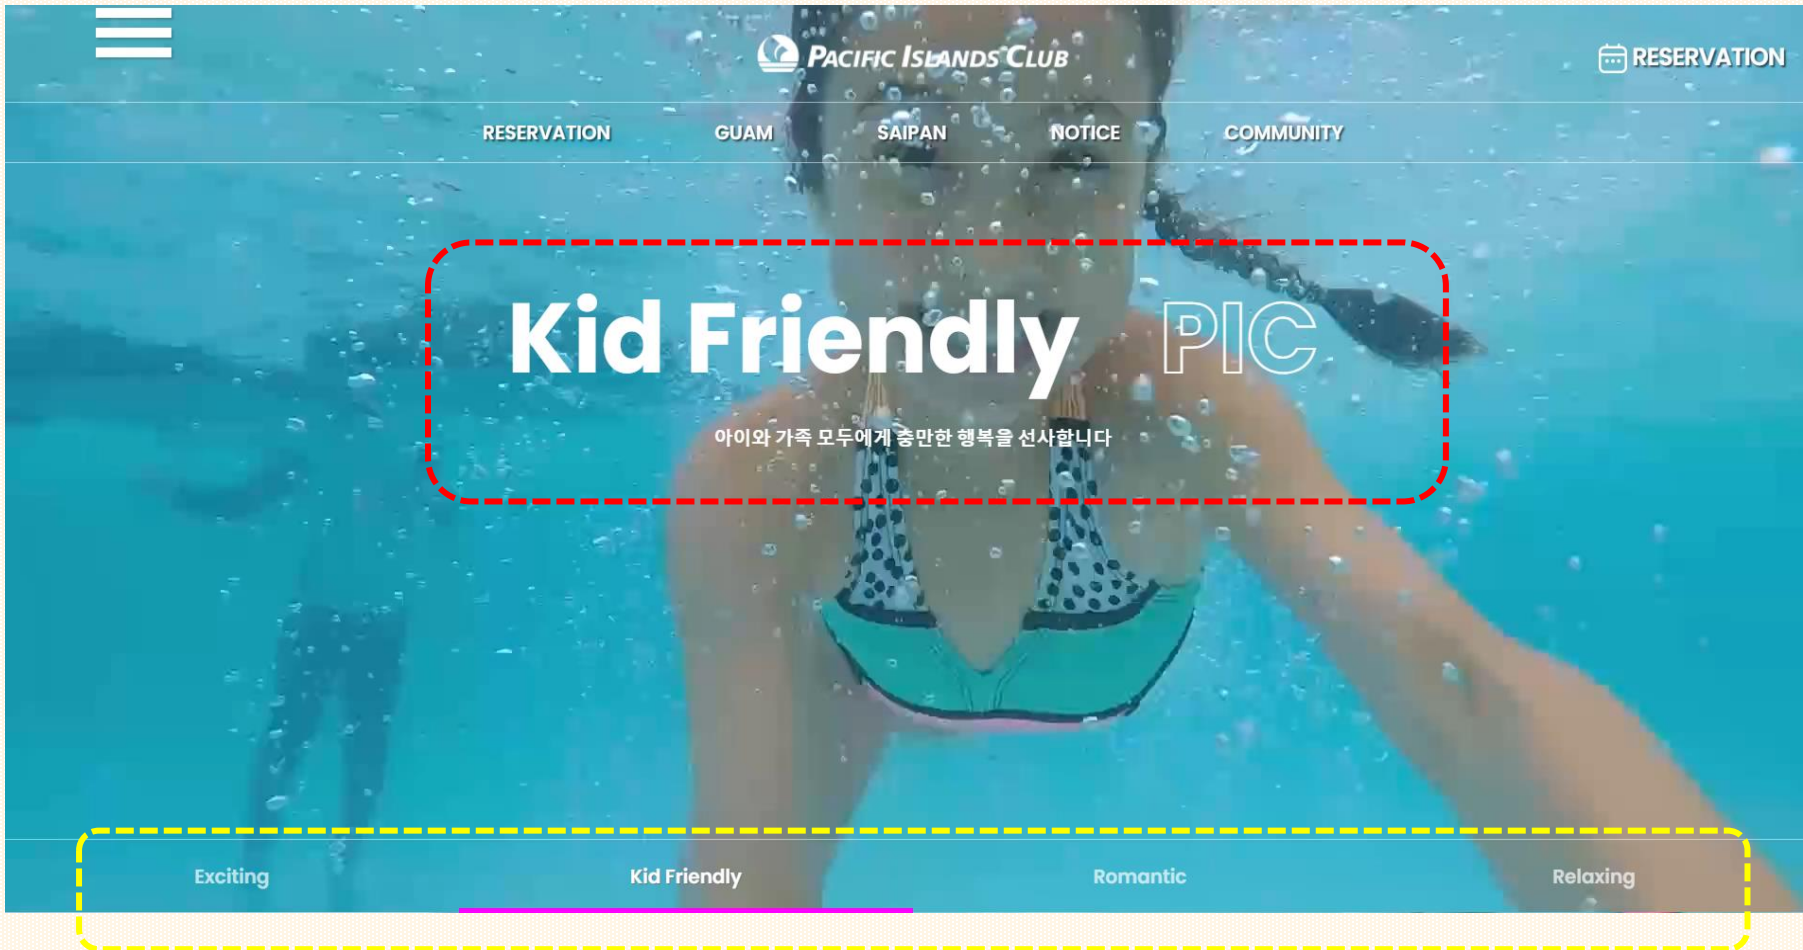 PACIFIC ISLANDS CLUB
RESERVATION
RESERVATION GUAM SAIPAN NOTICE COMMUNITY
Kid Friendly PIC
아이와 가족 모두에게 충만한 행복을 선사합니다
Exciting Kid Friendly Romantic Relaxing